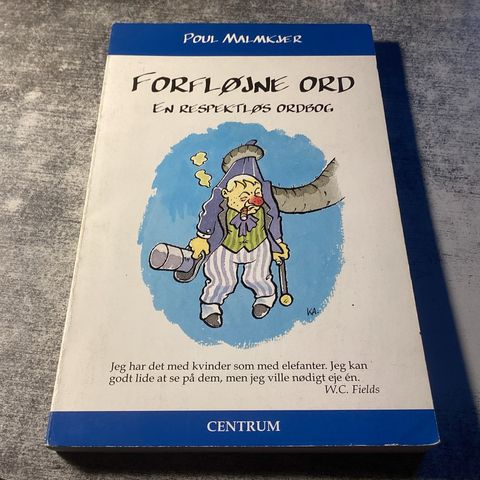 POUL MALMKJÆR
FORFLØJNE ORD
EN RESPEKTLØS ORDBOG
KA.
Jeg har det med kvinder som med elefanter. Jeg kan
godt lide at se på dem, men jeg ville nødigt eje én.
W.C. Fields
CENTRUM